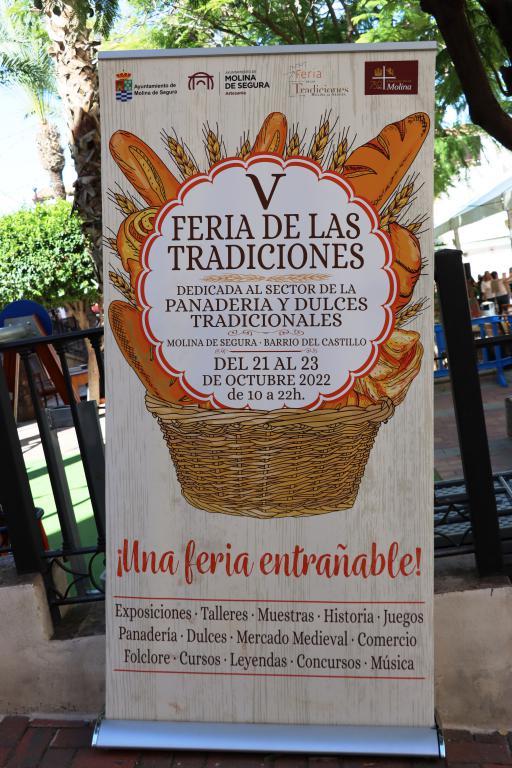 Ayuntamiento de
Molina de Segura
AYUNTAMIENTO DE
MOLINA
DE SEGURA
Artesanía
Feria
Tradiciones
Molina
V
FERIA DE LAS
TRADICIONES
DEDICADA AL SECTOR DE LA
PANADERIA Y DULCES
TRADICIONALES
MOLINA DE SEGURA · BARRIO DEL CASTILLO
DEL 21 AL 23
DE OCTUBRE 2022
de 10 a 22h.
¡Una feria entrañable!
Exposiciones · Talleres · Muestras · Historia · Juegos
Panadería · Dulces · Mercado Medieval · Comercio
Folclore · Cursos · Leyendas · Concursos · Música